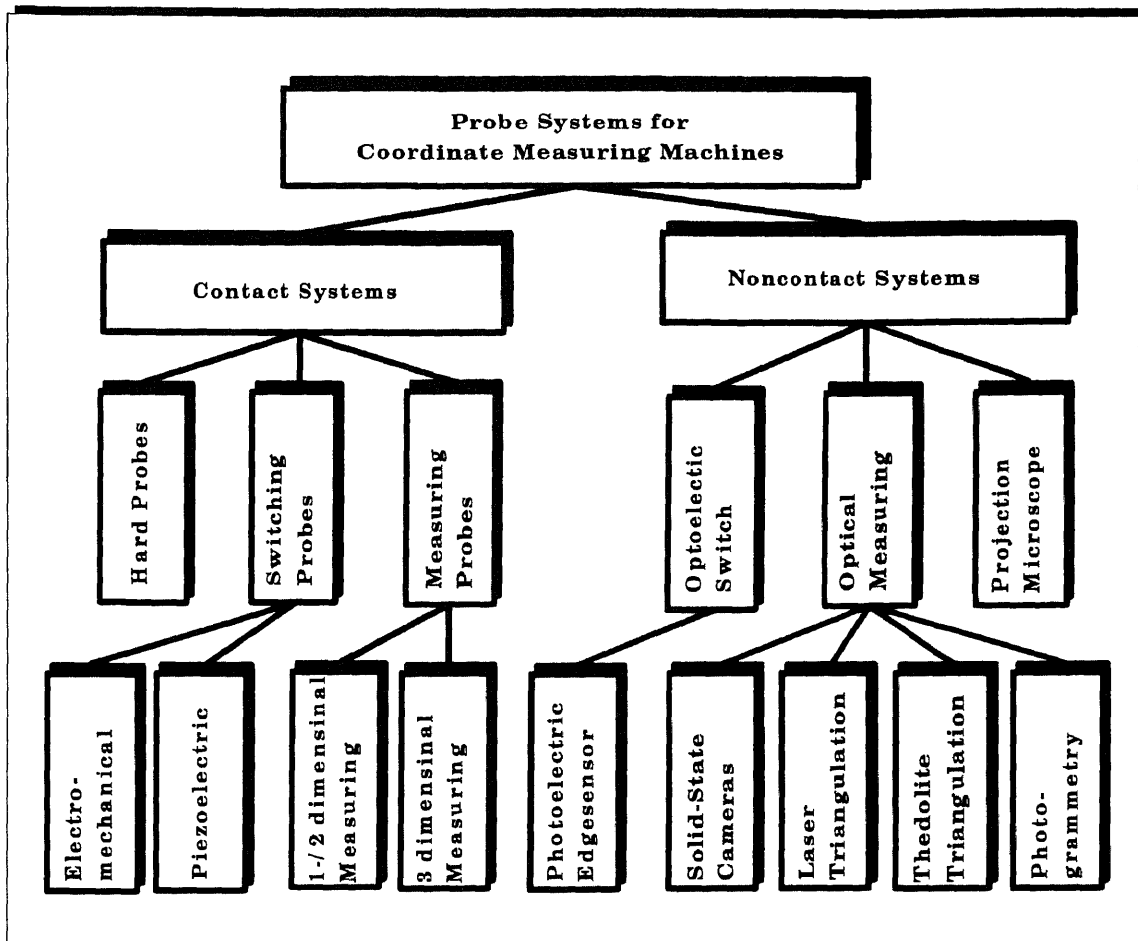 Probe Systems for
Coordinate Measuring Machines
Contact Systems
Noncontact Systems
Hard Probes
Switching
Probes
Measuring
Probes
Optoelectic
Switch
Optical
Measuring
Projection
Microscope
Electro-
mechanical
Piezoelectric
1-/2 dimensinal
Measuring
3 dimensinal
Measuring
Photoelectric
Edgesensor
Solid-State
Cameras
Laser
Triangulation
Thedolite
Triangulation
Photo-
grammetry